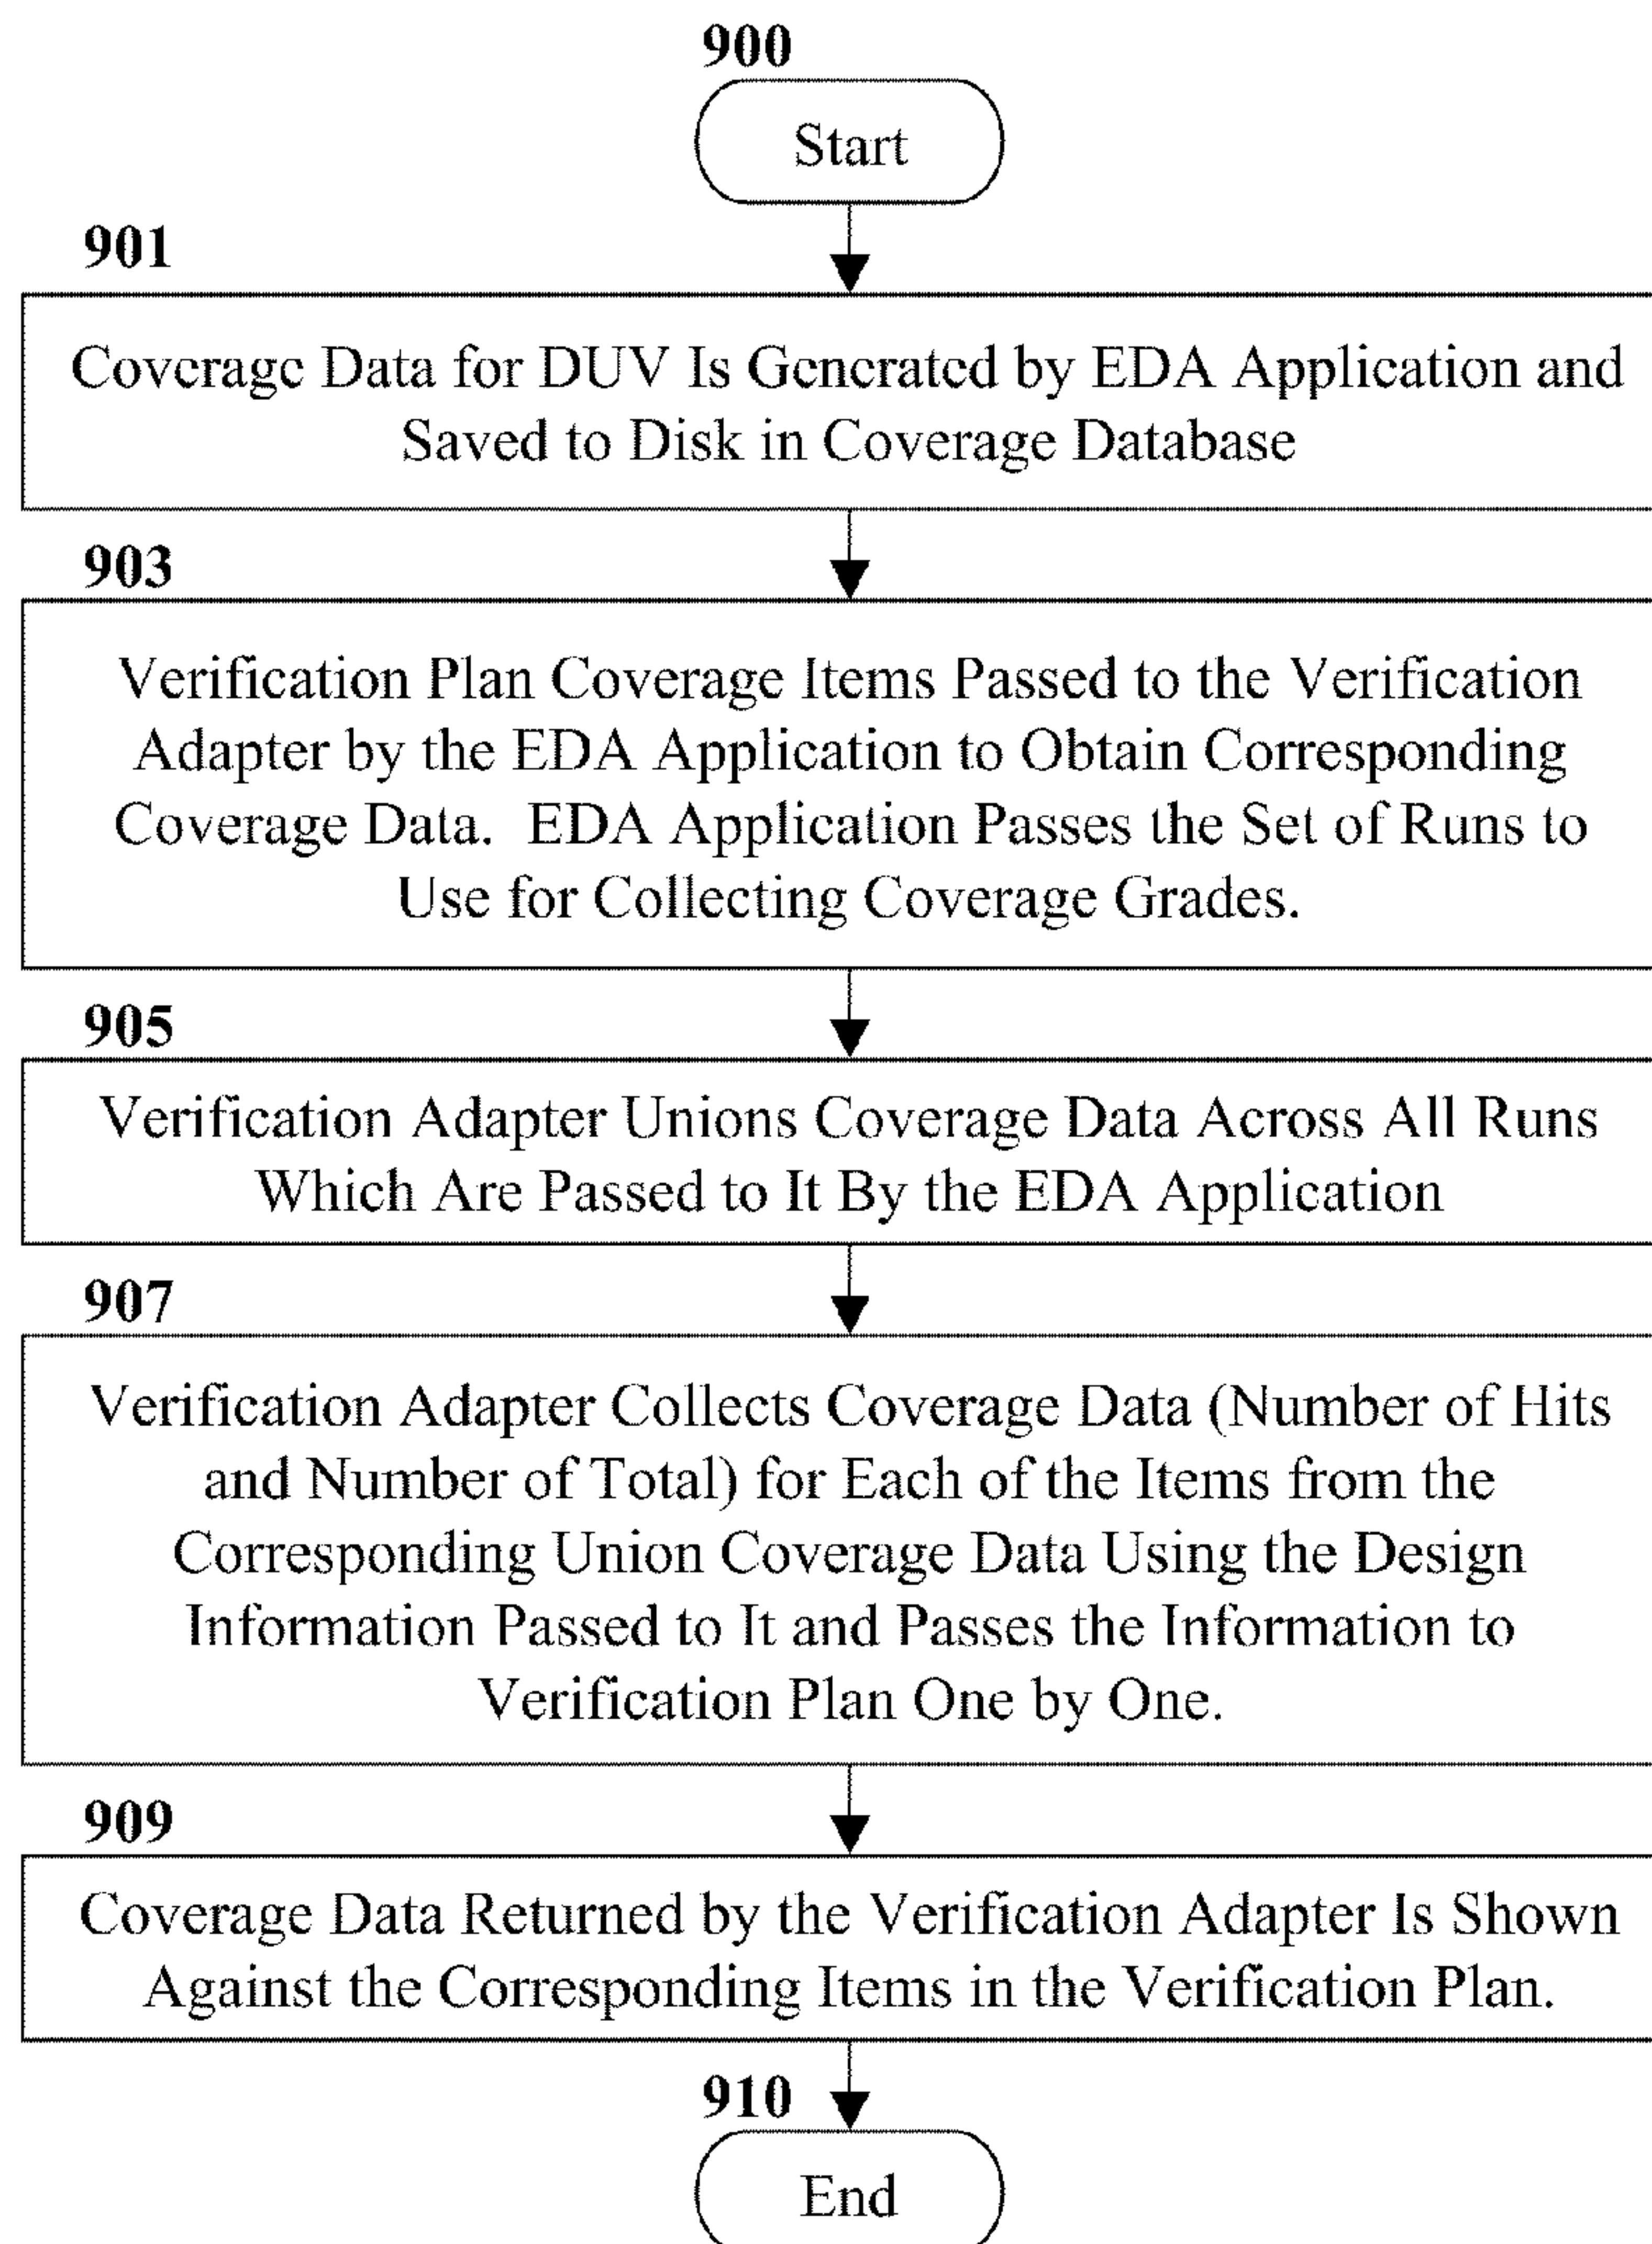 900
Start
901
Coverage Data for DUV Is Generated by EDA Application and
Saved to Disk in Coverage Database
903
Verification Plan Coverage Items Passed to the Verification
Adapter by the EDA Application to Obtain Corresponding
Coverage Data. EDA Application Passes the Set of Runs to
Use for Collecting Coverage Grades.
905
Verification Adapter Unions Coverage Data Across All Runs
Which Are Passed to It By the EDA Application
907
Verification Adapter Collects Coverage Data (Number of Hits
and Number of Total) for Each of the Items from the
Corresponding Union Coverage Data Using the Design
Information Passed to It and Passes the Information to
Verification Plan One by One.
909
Coverage Data Returned by the Verification Adapter Is Shown
Against the Corresponding Items in the Verification Plan.
910
End